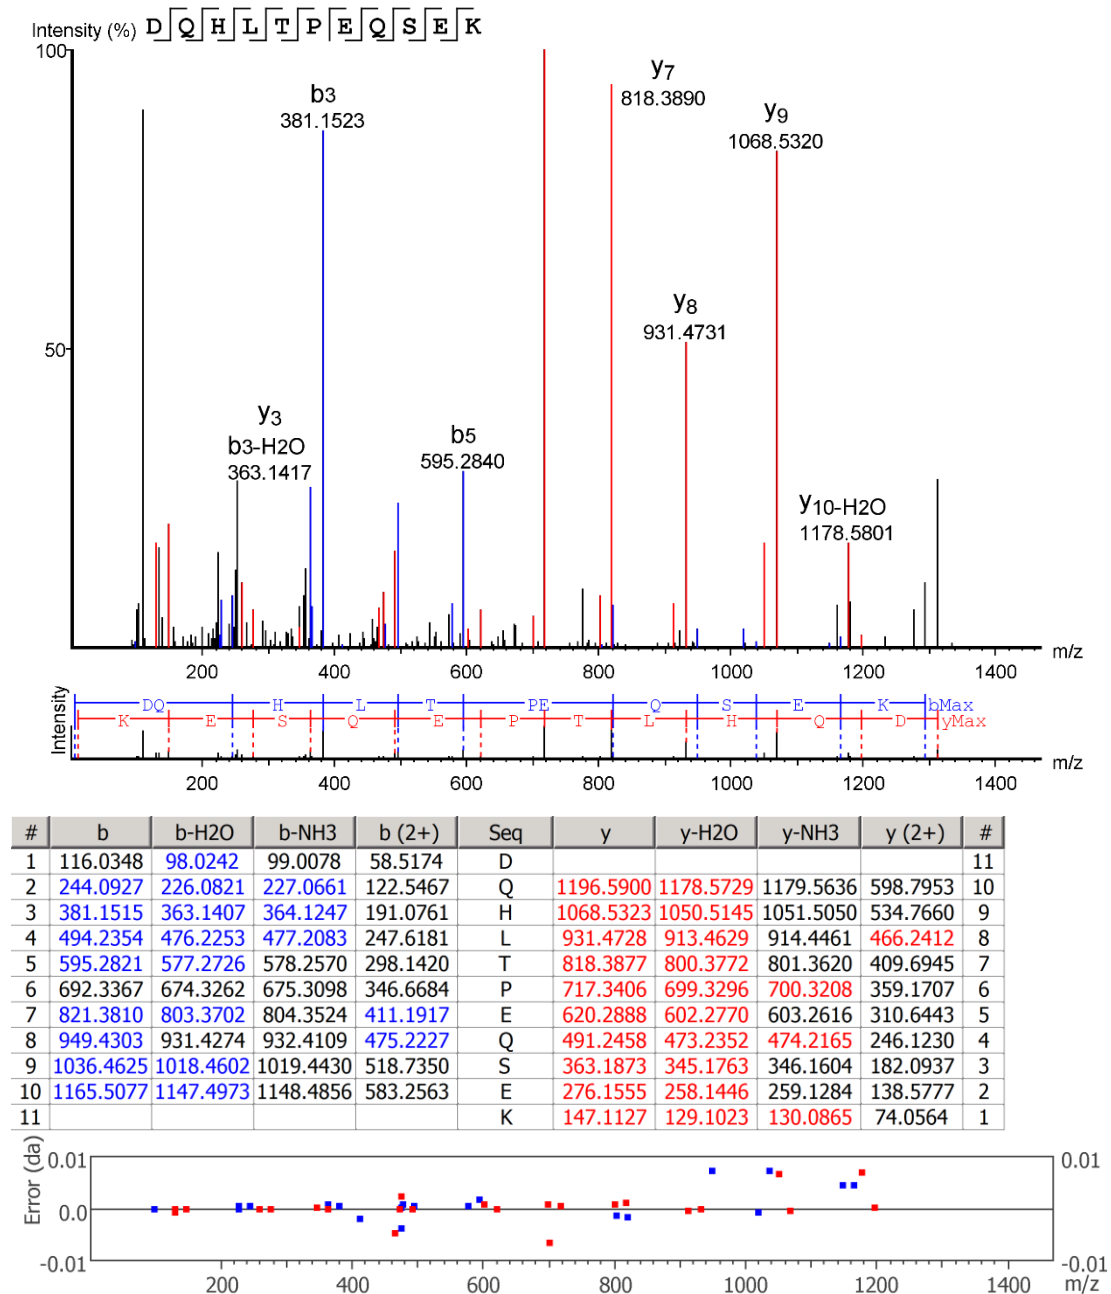 Intensity (%) D Q H L T P E Q S E K
100
y7
818.3890
b3
381.1523
y9
1068.5320
y8
931.4731
50
y3
b3-H2O
363.1417
b5
595.2840
y10-H2O
1178.5801
200 400 600 800 1000 1200 1400 m/z
Intensity
DQ H L T PE Q S E K bMax
K E S Q E P T L H Q D yMax
200 400 600 800 1000 1200 1400 m/z
# b b-H2O b-NH3 b (2+) Seq y y-H2O y-NH3 y (2+) #
1 116.0348 98.0242 99.0078 58.5174 D 11
2 244.0927 226.0821 227.0661 122.5467 Q 1196.5900 1178.5729 1179.5636 598.7953 10
3 381.1515 363.1407 364.1247 191.0761 H 1068.5323 1050.5145 1051.5050 534.7660 9
4 494.2354 476.2253 477.2083 247.6181 L 931.4728 913.4629 914.4461 466.2412 8
5 595.2821 577.2726 578.2570 298.1420 T 818.3877 800.3772 801.3620 409.6945 7
6 692.3367 674.3262 675.3098 346.6684 P 717.3406 699.3296 700.3208 359.1707 6
7 821.3810 803.3702 804.3524 411.1917 E 620.2888 602.2770 603.2616 310.6443 5
8 949.4303 931.4274 932.4109 475.2227 Q 491.2458 473.2352 474.2165 246.1230 4
9 1036.4625 1018.4602 1019.4430 518.7350 S 363.1873 345.1763 346.1604 182.0937 3
10 1165.5077 1147.4973 1148.4856 583.2563 E 276.1555 258.1446 259.1284 138.5777 2
11 K 147.1127 129.1023 130.0865 74.0564 1
Error (da)
0.01 0.01
0.0 0.0
-0.01 -0.01
200 400 600 800 1000 1200 1400 m/z